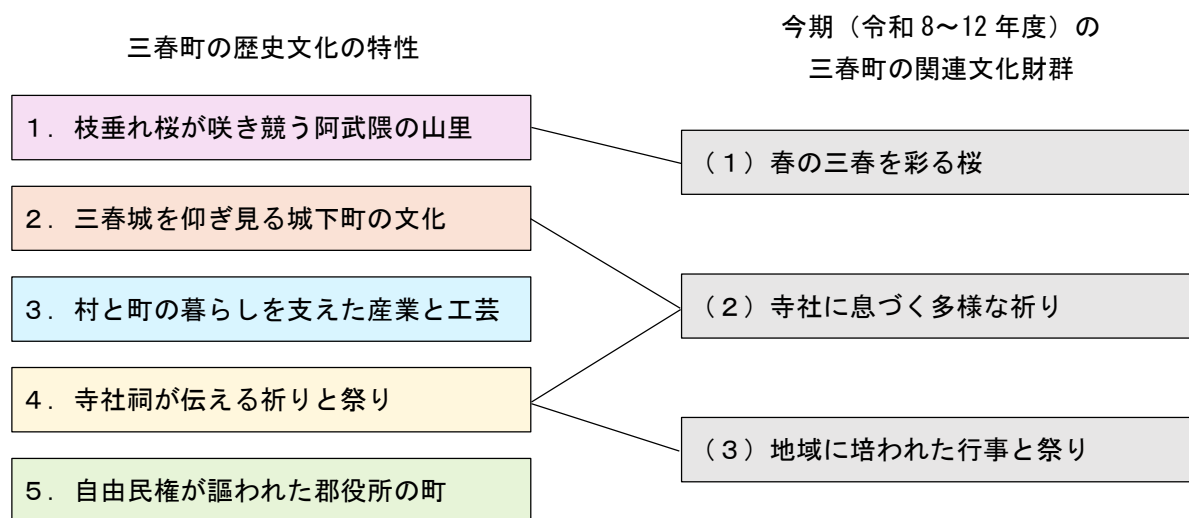 三春町の歴史文化の特性
１．枝垂れ桜が咲き競う阿武隈の山里
２．三春城を仰ぎ見る城下町の文化
３．村と町の暮らしを支えた産業と工芸
４．寺社祠が伝える祈りと祭り
５．自由民権が謳われた郡役所の町
今期（令和 8～12 年度）の
三春町の関連文化財群
（１）春の三春を彩る桜
（２）寺社に息づく多様な祈り
（３）地域に培われた行事と祭り